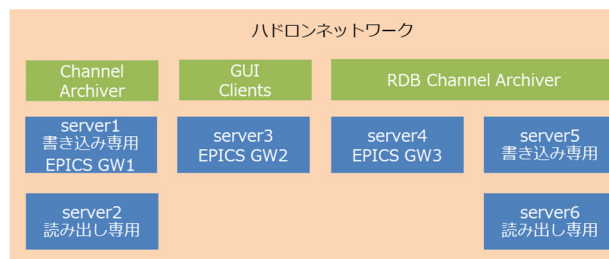 ハドロンネットワーク
Channel
Archiver
GUI
Clients
RDB Channel Archiver
server1
書き込み専用
EPICS GW1
server3
EPICS GW2
server4
EPICS GW3
server5
書き込み専用
server2
読み出し専用
server6
読み出し専用